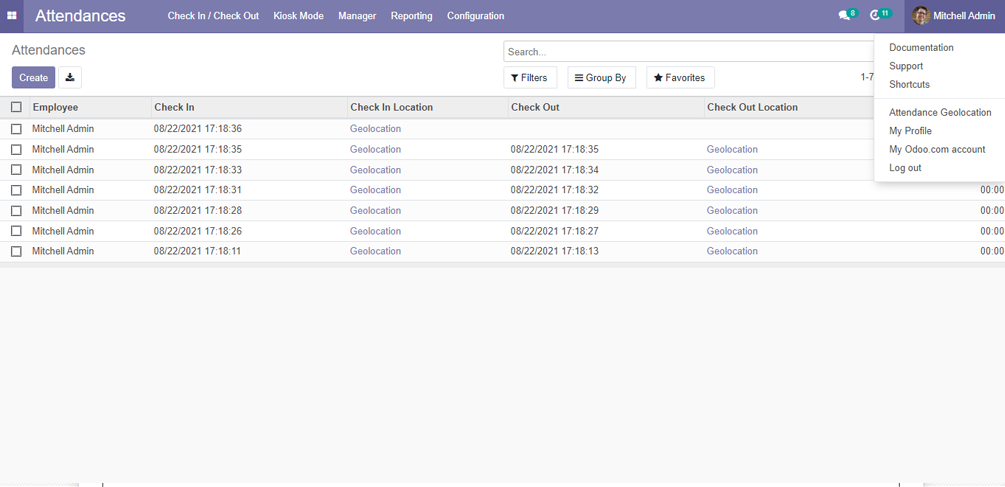 Attendances Check In / Check Out Kiosk Mode Manager Reporting Configuration 8 11 Mitchell Admin
Attendances Search...
Create Filters Group By Favorites 1-7
Documentation
Support
Shortcuts
Attendance Geolocation
My Profile
My Odoo.com account
Log out
Employee Check In Check In Location Check Out Check Out Location
Mitchell Admin 08/22/2021 17:18:36 Geolocation
Mitchell Admin 08/22/2021 17:18:35 Geolocation 08/22/2021 17:18:35 Geolocation
Mitchell Admin 08/22/2021 17:18:33 Geolocation 08/22/2021 17:18:34 Geolocation
Mitchell Admin 08/22/2021 17:18:31 Geolocation 08/22/2021 17:18:32 Geolocation 00:00
Mitchell Admin 08/22/2021 17:18:28 Geolocation 08/22/2021 17:18:29 Geolocation 00:00
Mitchell Admin 08/22/2021 17:18:26 Geolocation 08/22/2021 17:18:27 Geolocation 00:00
Mitchell Admin 08/22/2021 17:18:11 Geolocation 08/22/2021 17:18:13 Geolocation 00:00